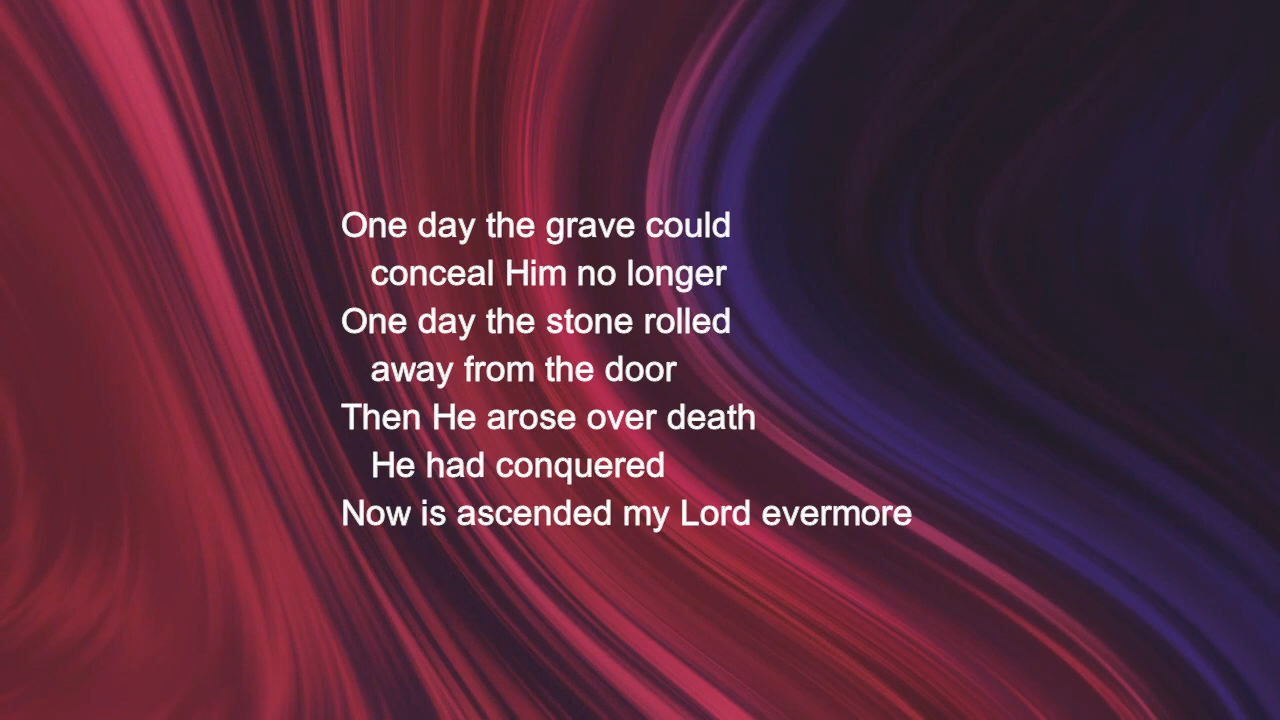 One day the grave could
conceal Him no longer
One day the stone rolled
away from the door
Then He arose over death
He had conquered
Now is ascended my Lord evermore